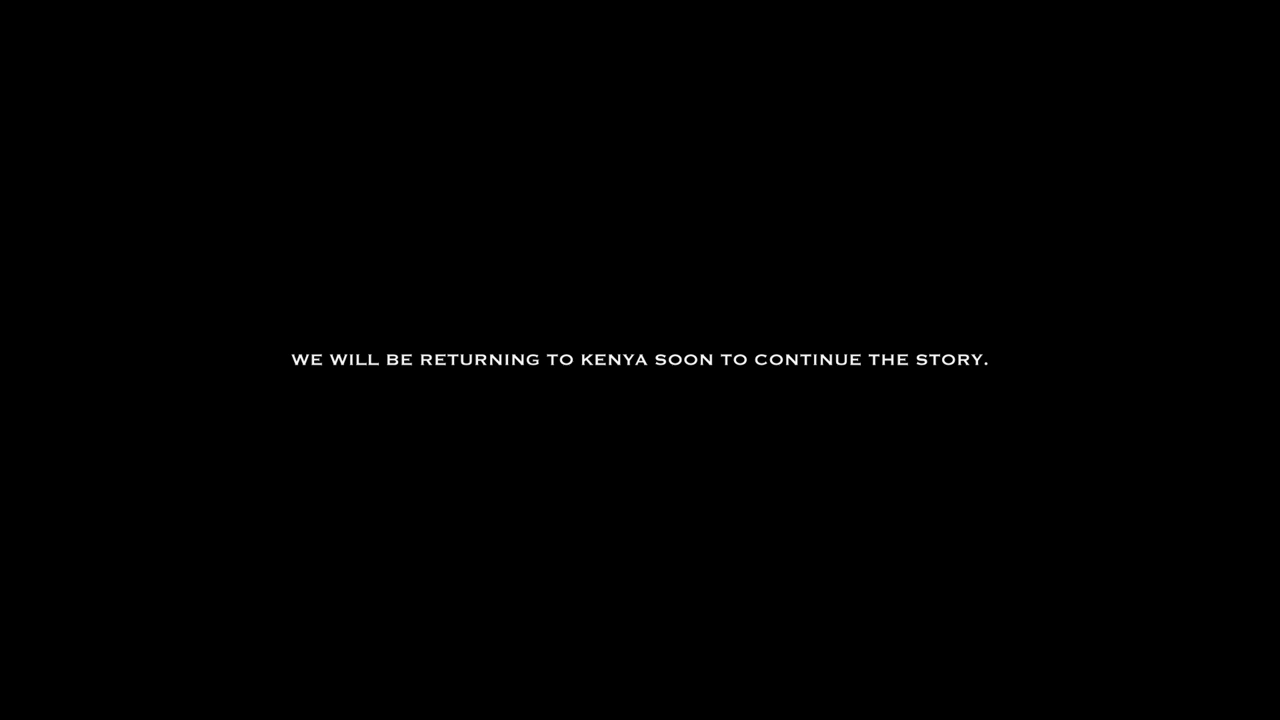 WE WILL BE RETURNING TO KENYA SOON TO CONTINUE THE STORY.